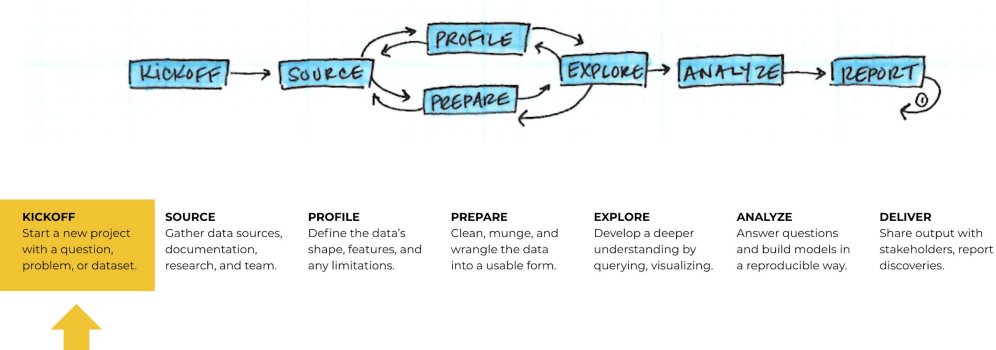 KICKOFF
SOURCE
PROFILE
PREPARE
EXPLORE
ANALYZE
REPORT
1
KICKOFF
Start a new project
with a question,
problem, or dataset.
SOURCE
Gather data sources,
documentation,
research, and team.
PROFILE
Define the data's
shape, features, and
any limitations.
PREPARE
Clean, munge, and
wrangle the data
into a usable form.
EXPLORE
Develop a deeper
understanding by
querying, visualizing.
ANALYZE
Answer questions
and build models in
a reproducible way.
DELIVER
Share output with
stakeholders, report
discoveries.